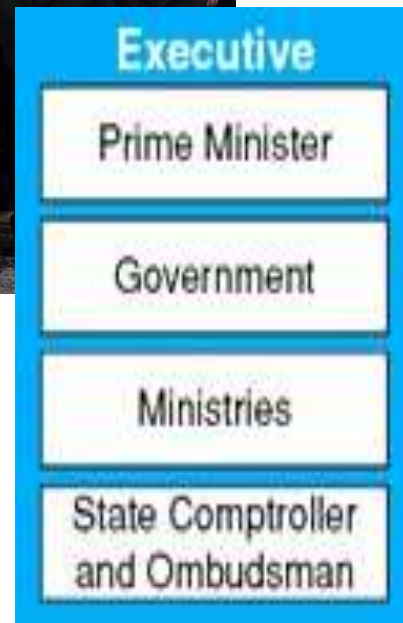 Executive
Prime Minister
Government
Ministries
State Comptroller
and Ombudsman